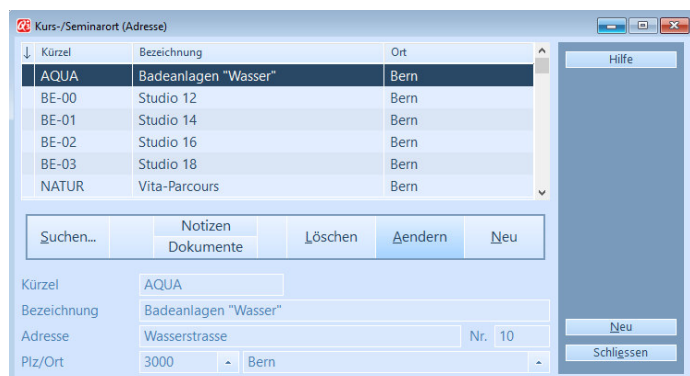 Kurs-/Seminarort (Adresse)
Kürzel Bezeichnung Ort
Hilfe
AQUA Badeanlagen "Wasser" Bern
BE-00 Studio 12 Bern
BE-01 Studio 14 Bern
BE-02 Studio 16 Bern
BE-03 Studio 18 Bern
NATUR Vita-Parcours Bern
Suchen... Notizen Löschen Aendern Neu
Dokumente
Kürzel AQUA
Bezeichnung Badeanlagen "Wasser"
Adresse Wasserstrasse Nr. 10
Neu
Plz/Ort 3000 Bern
Schliessen